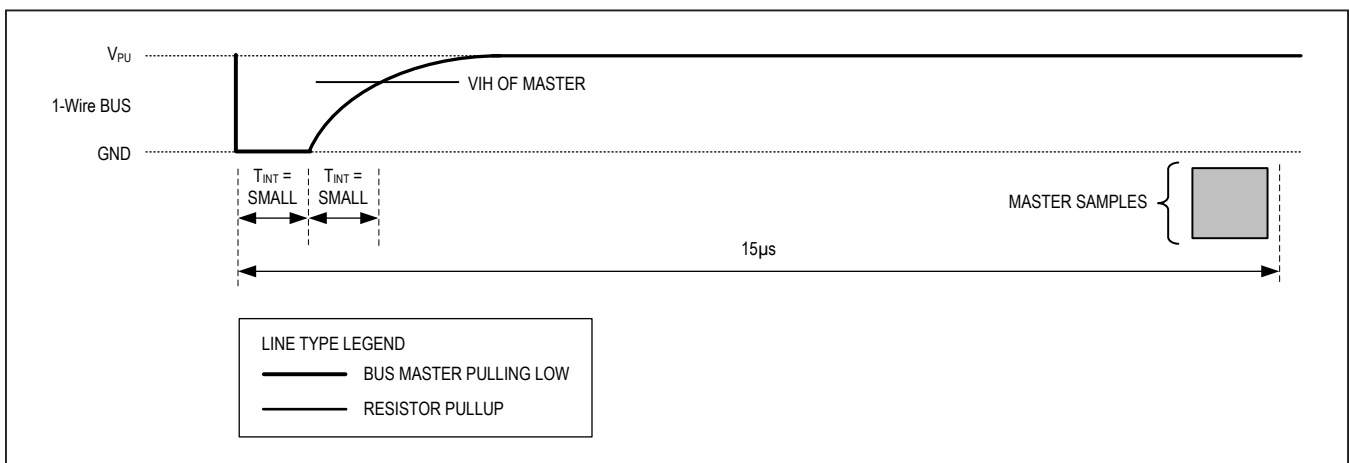 VPU
VIH OF MASTER
1-Wire BUS
GND
TINT =
SMALL
TINT =
SMALL
MASTER SAMPLES
15µs
LINE TYPE LEGEND
BUS MASTER PULLING LOW
RESISTOR PULLUP